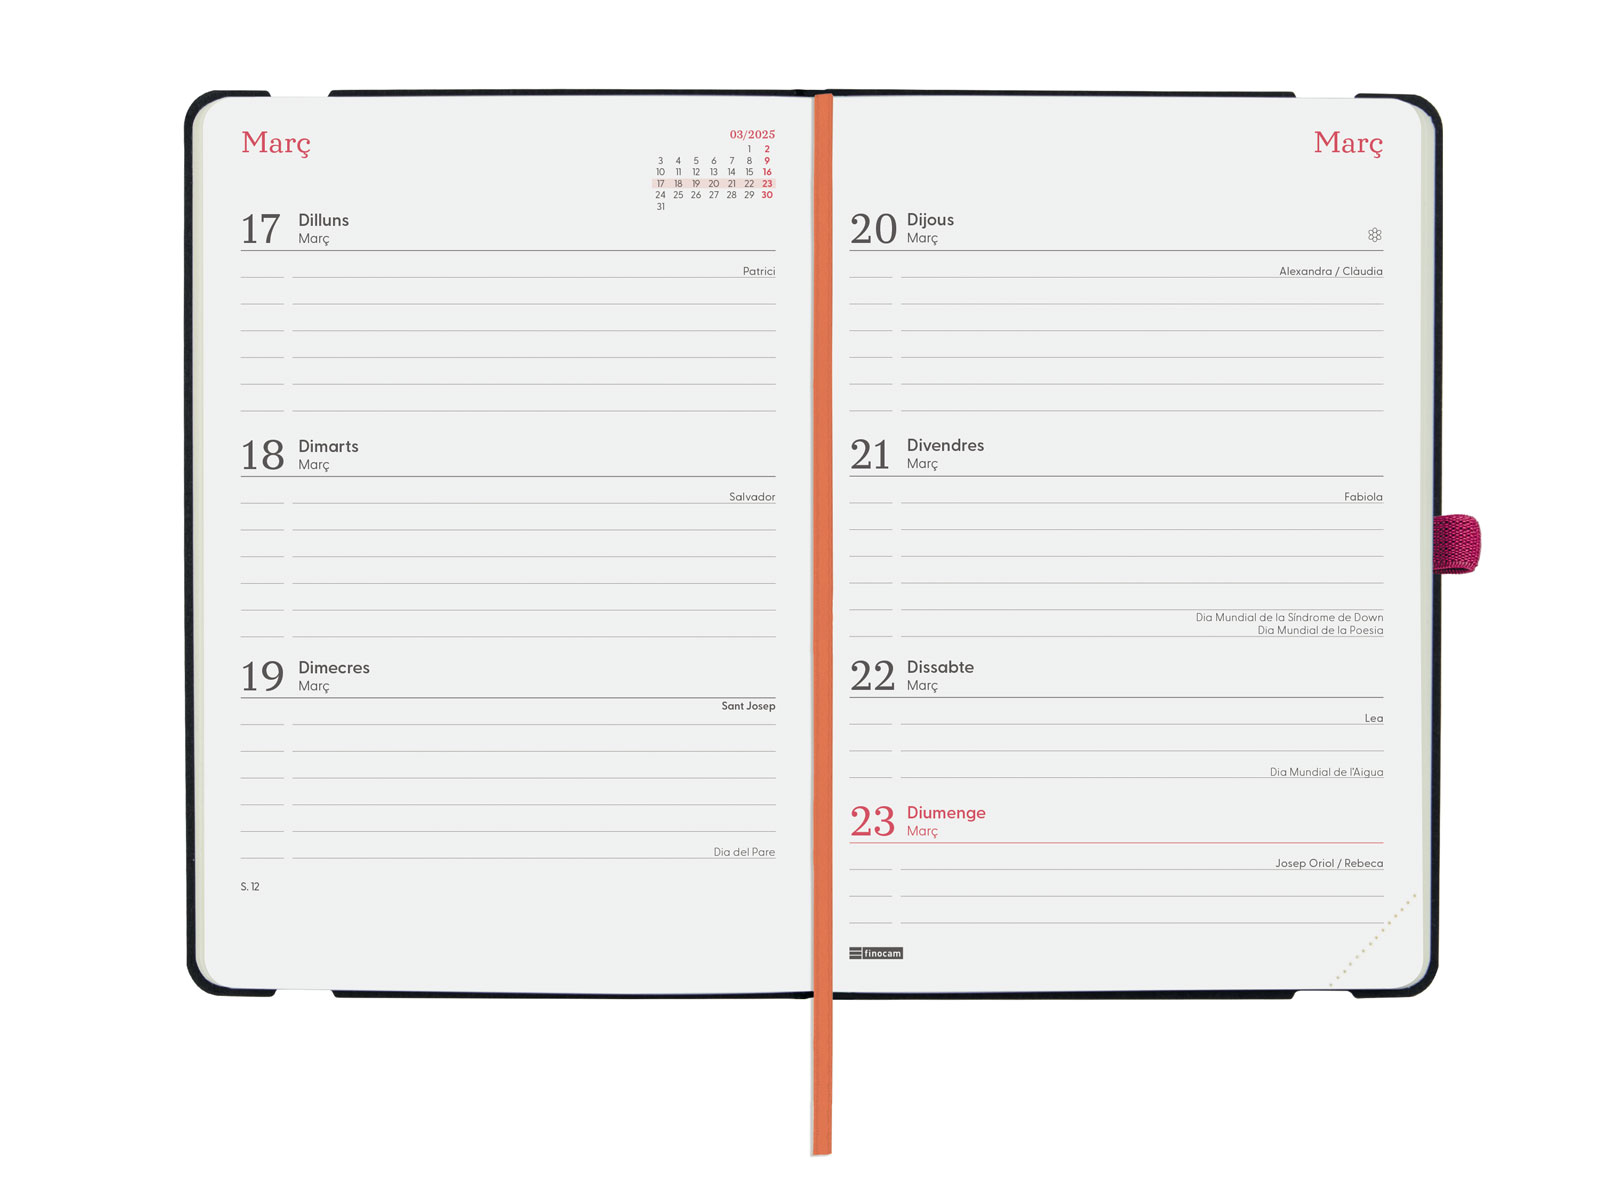 Març
03/2025
1 2
3 4 5 6 7 8 9
10 11 12 13 14 15 16
17 18 19 20 21 22 23
24 25 26 27 28 29 30
31
17 Dilluns
Març
Patrici
18 Dimarts
Març
Salvador
19 Dimecres
Març
Sant Josep
Dia del Pare
S. 12
Març
20 Dijous
Març
Alexandra / Clàudia
21 Divendres
Març
Fabiola
Dia Mundial de la Síndrome de Down
Dia Mundial de la Poesia
22 Dissabte
Març
Lea
Dia Mundial de l'Aigua
23 Diumenge
Març
Josep Oriol / Rebeca
finocam